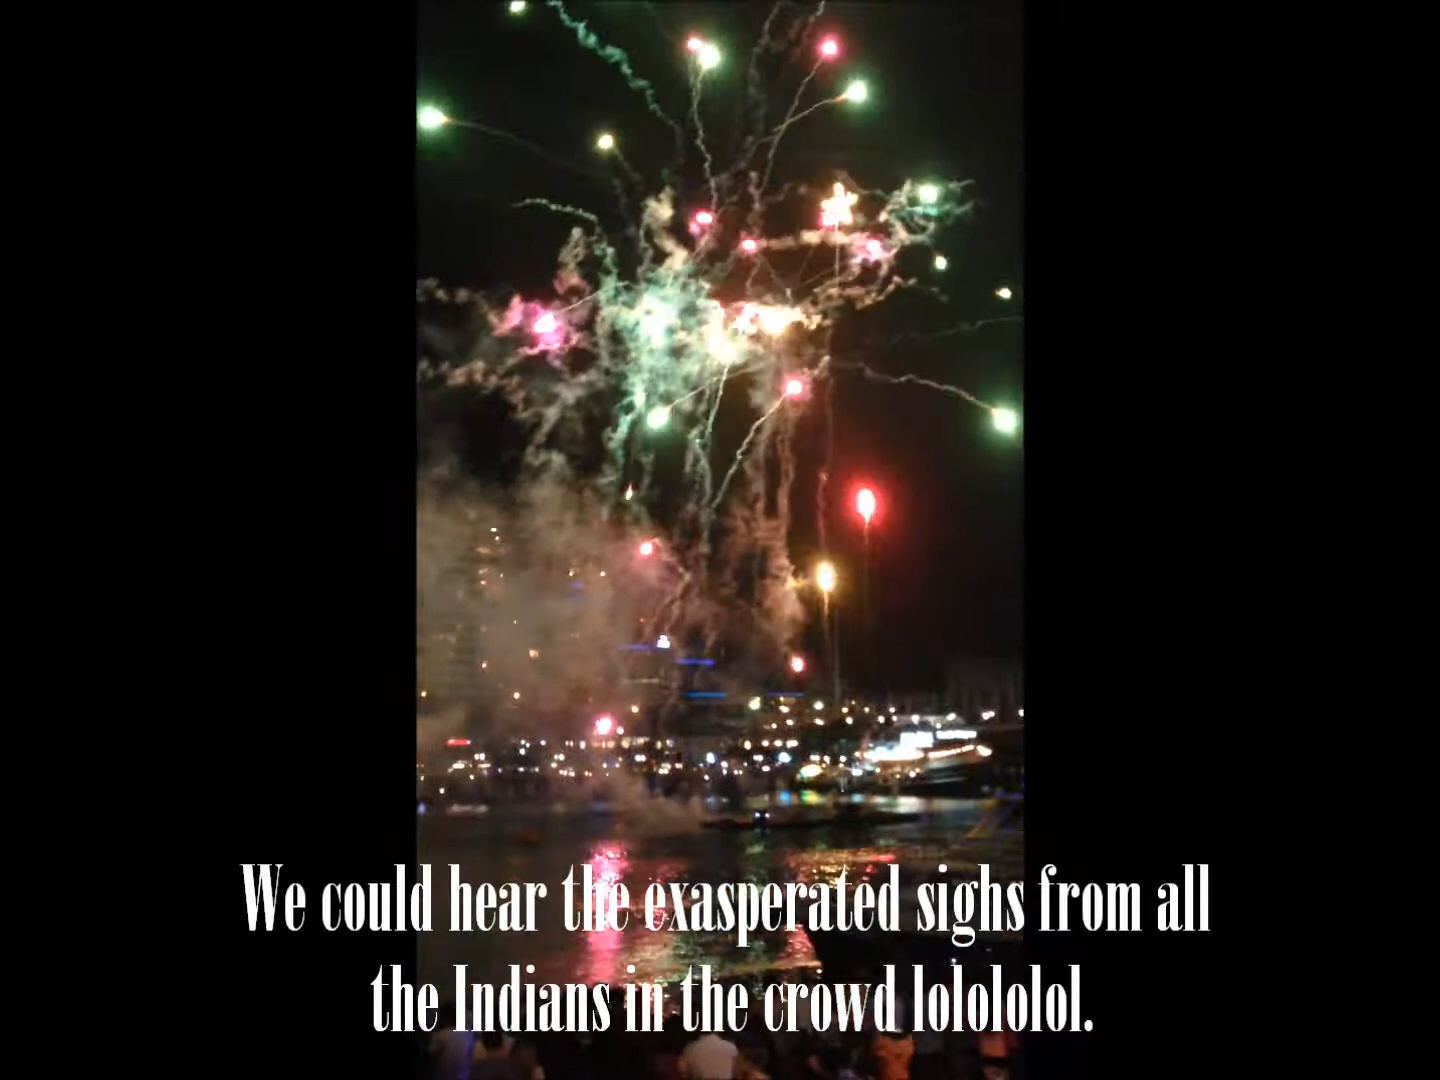 We could hear the exasperated sighs from all
the Indians in the crowd lolololol.